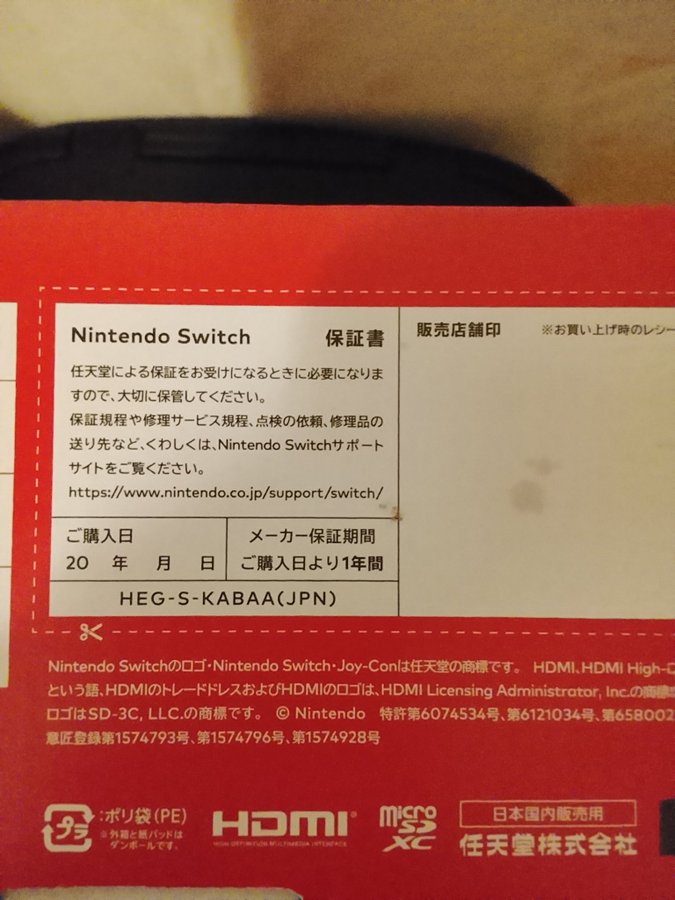 Nintendo Switch 保証書
任天堂による保証をお受けになるときに必要になりま
すので、大切に保管してください。
保証規程や修理サービス規程、点検の依頼、修理品の
送り先など、くわしくは、Nintendo Switchサポート
サイトをご覧ください。
https://www.nintendo.co.jp/support/switch/
販売店舗印 ※お買い上げ時のレシー
ご購入日
20 年 月 日
メーカー保証期間
ご購入日より1年間
HEG-S-KABAA(JPN)
Nintendo Switchのロゴ・Nintendo Switch・Joy-Conは任天堂の商標です。 HDMI、HDMI High-D
という語、HDMIのトレードドレスおよびHDMIのロゴは、HDMI Licensing Administrator, Inc.の商標
ロゴはSD-3C, LLC.の商標です。 © Nintendo 特許第6074534号、第6121034号、第658002
意匠登録第1574793号、第1574796号、第1574928号
プラ
:ポリ袋(PE)
※外箱と紙パッドは
ダンボールです。
HDMI®
HIGH-DEFINITION MULTIMEDIA INTERFACE
micro
SD
XC
日本国内販売用
任天堂株式会社